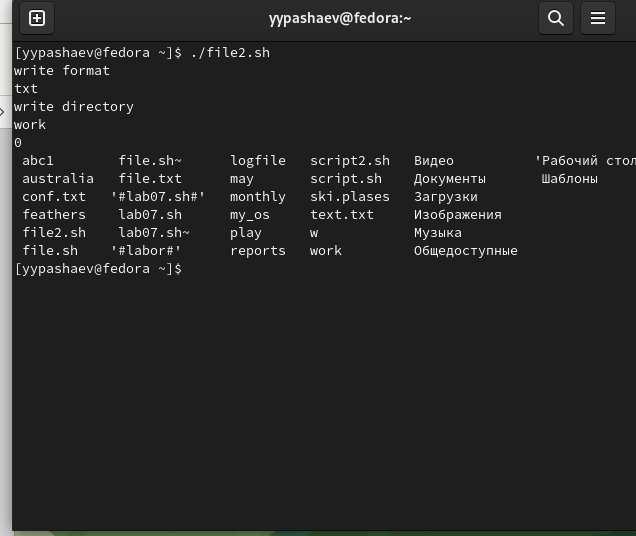 yypashaev@fedora:~
[yypashaev@fedora ~]$ ./file2.sh
write format
txt
write directory
work
0
abc1 file.sh~ logfile script2.sh Видео 'Рабочий стол
australia file.txt may script.sh Документы Шаблоны
conf.txt '#lab07.sh#' monthly ski.plases Загрузки
feathers lab07.sh my_os text.txt Изображения
file2.sh lab07.sh~ play w Музыка
file.sh '#labor#' reports work Общедоступные
[yypashaev@fedora ~]$